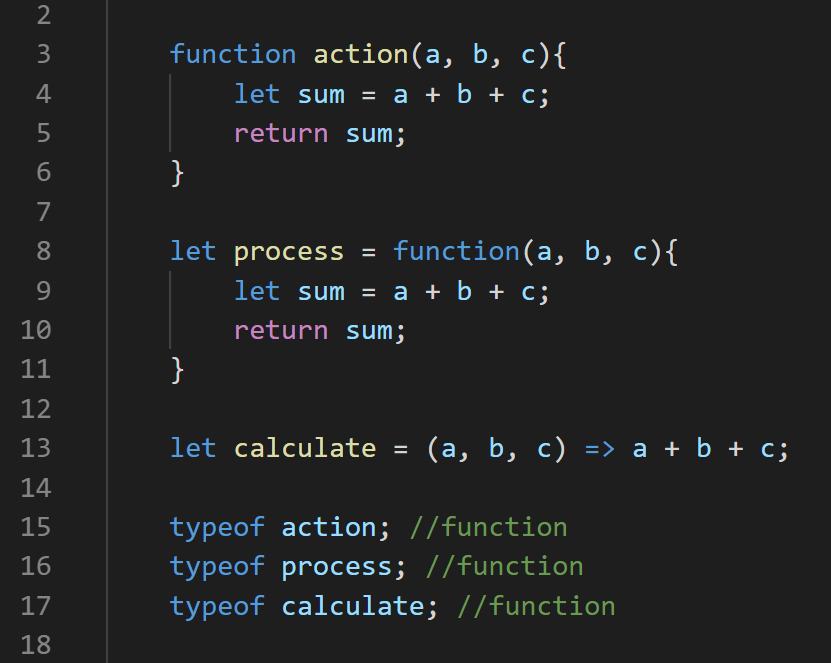 2
3 function action(a, b, c){
4 let sum = a + b + c;
5 return sum;
6 }
7
8 let process = function(a, b, c){
9 let sum = a + b + c;
10 return sum;
11 }
12
13 let calculate = (a, b, c) => a + b + c;
14
15 typeof action; //function
16 typeof process; //function
17 typeof calculate; //function
18